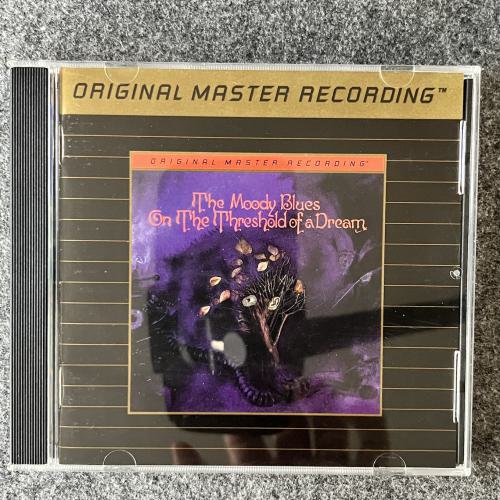 ORIGINAL MASTER RECORDING™
ORIGINAL MASTER RECORDING
The Moody Blues
On The Threshold of a Dream